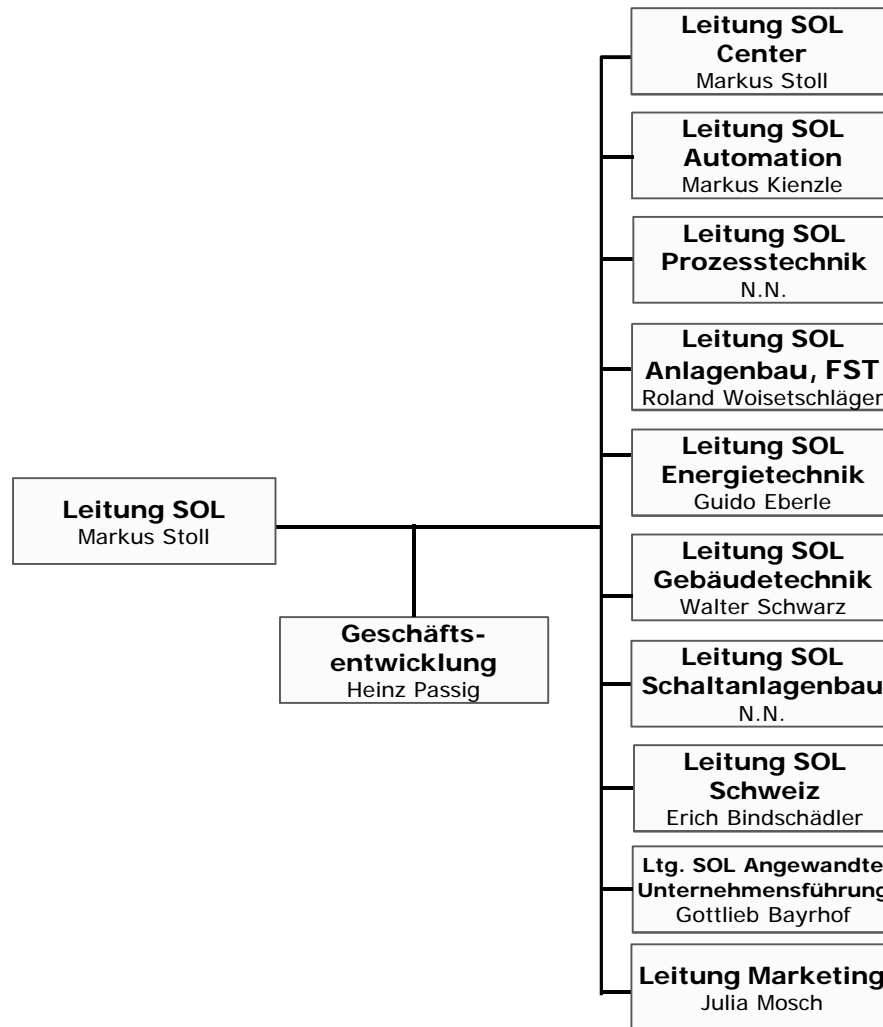 Leitung SOL
Markus Stoll
Geschäfts-
entwicklung
Heinz Passig
Leitung SOL
Center
Markus Stoll
Leitung SOL
Automation
Markus Kienzle
Leitung SOL
Prozesstechnik
N.N.
Leitung SOL
Anlagenbau, FST
Roland Woisetschläger
Leitung SOL
Energietechnik
Guido Eberle
Leitung SOL
Gebäudetechnik
Walter Schwarz
Leitung SOL
Schaltanlagenbau
N.N.
Leitung SOL
Schweiz
Erich Bindschädler
Ltg. SOL Angewandte
Unternehmensführung
Gottlieb Bayrhof
Leitung Marketing
Julia Mosch